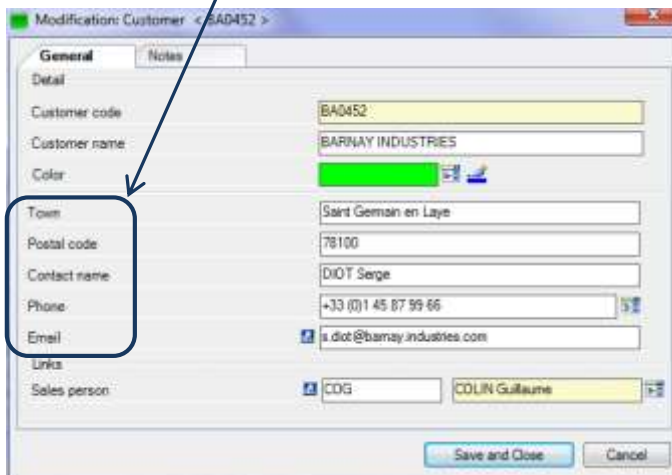 Modification: Customer < BA0452 >
General Notes
Detail
Customer code BA0452
Customer name BARNAY INDUSTRIES
Color
Town Saint Germain en Laye
Postal code 78100
Contact name DIOT Serge
Phone +33 (0)1 45 87 99 66
Email s.diot@barnay.industries.com
Links
Sales person COG COLIN Guillaume
Save and Close Cancel